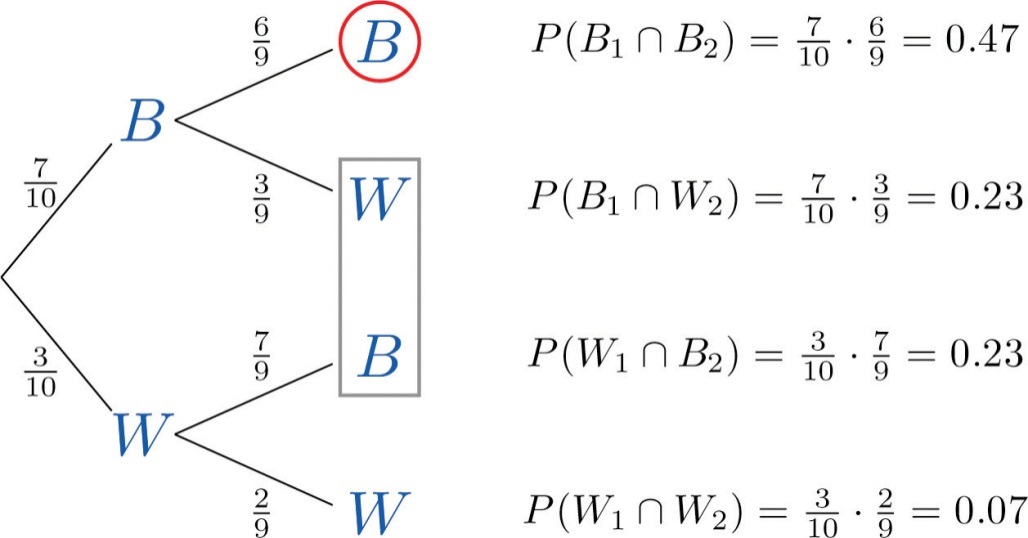 6/9 B P(B₁ ∩ B₂) = 7/10 · 6/9 = 0.47
B
7/10 3/9 W P(B₁ ∩ W₂) = 7/10 · 3/9 = 0.23
3/10 7/9 B P(W₁ ∩ B₂) = 3/10 · 7/9 = 0.23
W
2/9 W P(W₁ ∩ W₂) = 3/10 · 2/9 = 0.07